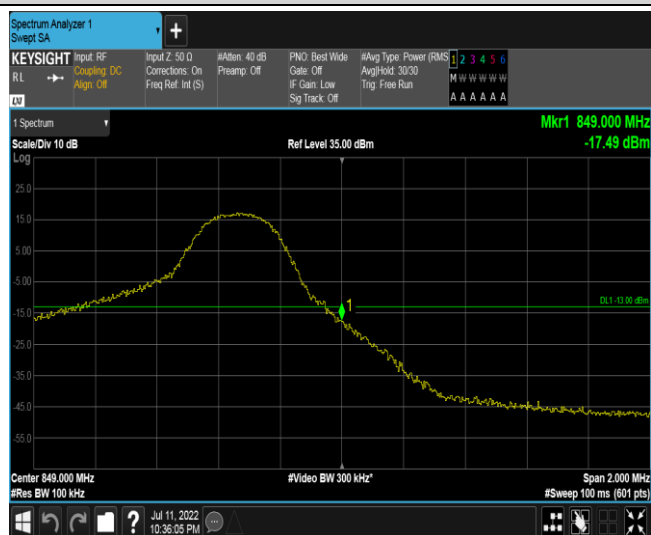 Spectrum Analyzer 1
Swept SA
+
KEYSIGHT
RL
Input: RF
Coupling: DC
Align: Off
Input Z: 50 Ω
Corrections: On
Freq Ref: Int (S)
#Atten: 40 dB
Preamp: Off
PNO: Best Wide
Gate: Off
IF Gain: Low
Sig Track: Off
#Avg Type: Power (RMS
Avg|Hold: 30/30
Trig: Free Run
1 2 3 4 5 6
M W W W W W
A A A A A A
LXI
1 Spectrum
Scale/Div 10 dB
Ref Level 35.00 dBm
Mkr1 849.000 MHz
-17.49 dBm
Log
25.0
15.0
5.00
-5.00
-15.0
-25.0
-35.0
-45.0
-55.0
DL1 -13.00 dBm
1
Center 849.000 MHz
#Video BW 300 kHz*
Span 2.000 MHz
#Res BW 100 kHz
#Sweep 100 ms (601 pts)
?
Jul 11, 2022
10:36:05 PM